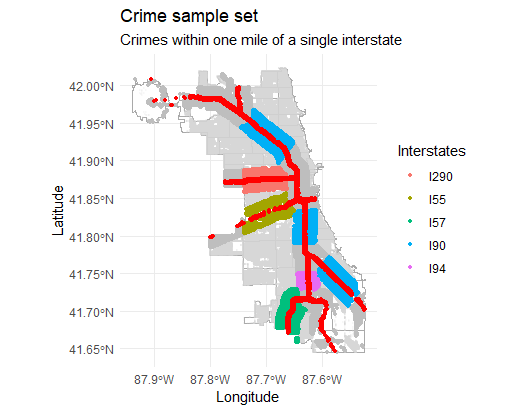 Crime sample set
Crimes within one mile of a single interstate
42.00°N
41.95°N
41.90°N
41.85°N
41.80°N
41.75°N
41.70°N
41.65°N
Latitude
87.9°W 87.8°W 87.7°W 87.6°W
Longitude
Interstates
I290
I55
I57
I90
I94